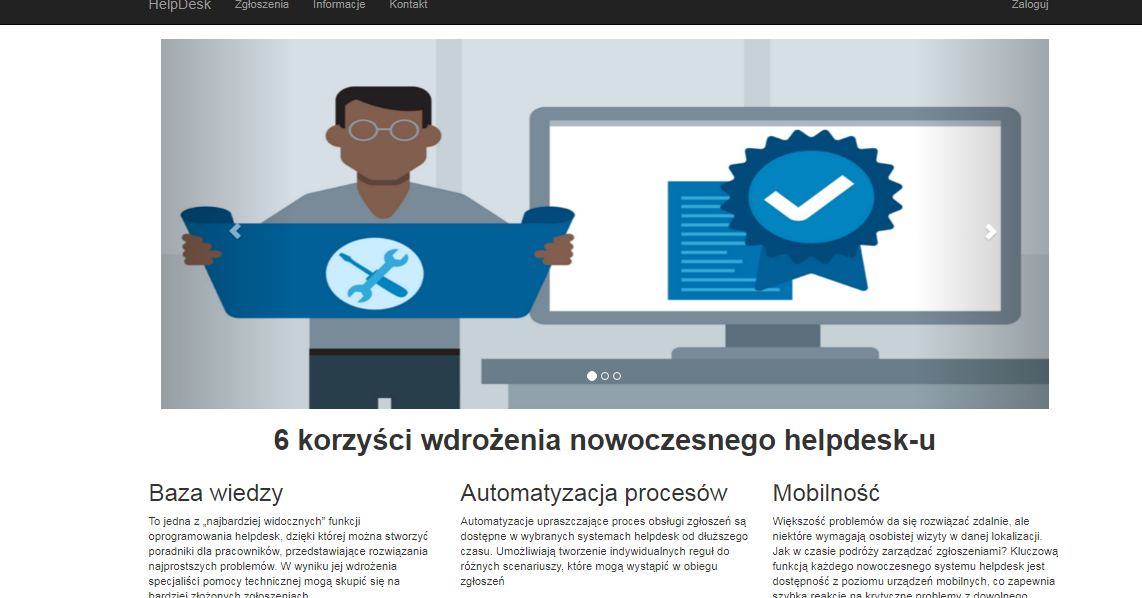 HelpDesk Zgłoszenia Informacje Kontakt Zaloguj
6 korzyści wdrożenia nowoczesnego helpdesk-u
Baza wiedzy
To jedna z „najbardziej widocznych” funkcji
oprogramowania helpdesk, dzięki której można stworzyć
poradniki dla pracowników, przedstawiające rozwiązania
najprostszych problemów. W wyniku jej wdrożenia
specjaliści pomocy technicznej mogą skupić się na
bardziej złożonych zgłoszeniach.
Automatyzacja procesów
Automatyzacje upraszczające proces obsługi zgłoszeń są
dostępne w wybranych systemach helpdesk od dłuższego
czasu. Umożliwiają tworzenie indywidualnych reguł do
różnych scenariuszy, które mogą wystąpić w obiegu
zgłoszeń
Mobilność
Większość problemów da się rozwiązać zdalnie, ale
niektóre wymagają osobistej wizyty w danej lokalizacji.
Jak w czasie podróży zarządzać zgłoszeniami? Kluczową
funkcją każdego nowoczesnego systemu helpdesk jest
dostępność z poziomu urządzeń mobilnych, co zapewnia
szybką reakcję na krytyczne problemy z dowolnego